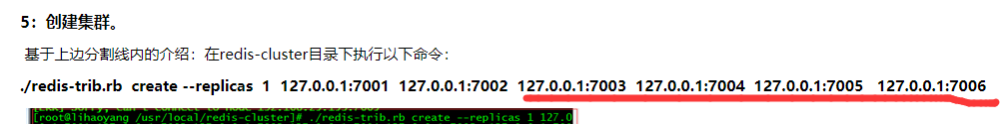 5：创建集群。
基于上边分割线内的介绍：在redis-cluster目录下执行以下命令：
./redis-trib.rb create --replicas 1 127.0.0.1:7001 127.0.0.1:7002 127.0.0.1:7003 127.0.0.1:7004 127.0.0.1:7005 127.0.0.1:7006
[root@lihaoyang /usr/local/redis-cluster]# ./redis-trib.rb create --replicas 1 127.0